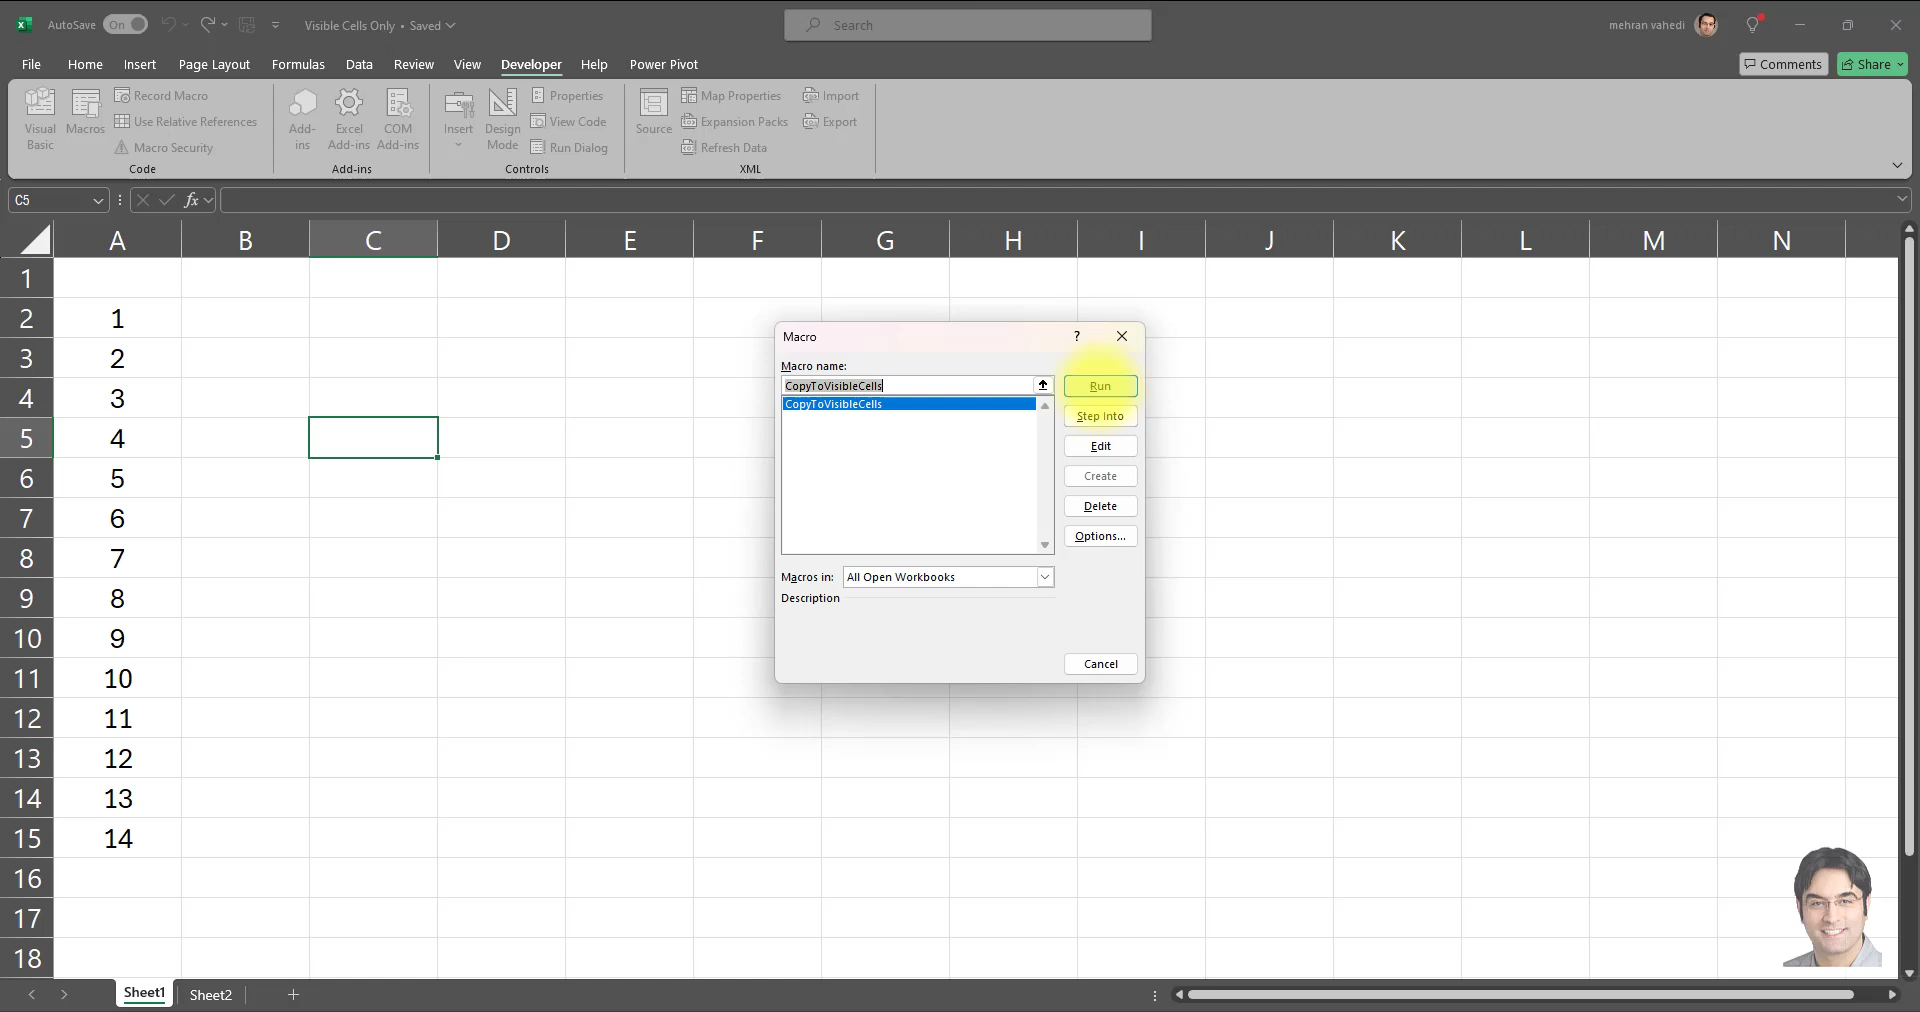 AutoSave On Visible Cells Only • Saved Search mehran vahedi
File Home Insert Page Layout Formulas Data Review View Developer Help Power Pivot Comments Share
Visual Basic
Macros
Record Macro
Use Relative References
Macro Security
Code
Add-ins
Excel Add-ins
COM Add-ins
Add-ins
Insert
Design Mode
Properties
View Code
Run Dialog
Controls
Source
Map Properties
Expansion Packs
Refresh Data
Import
Export
XML
C5 fx
A B C D E F G H I J K L M N
1
2 1
3 2
4 3
5 4
6 5
7 6
8 7
9 8
10 9
11 10
12 11
13 12
14 13
15 14
16
17
18
Macro ?
Macro name:
CopyToVisibleCells
CopyToVisibleCells
Run
Step Into
Edit
Create
Delete
Options...
Macros in: All Open Workbooks
Description
Cancel
Sheet1 Sheet2